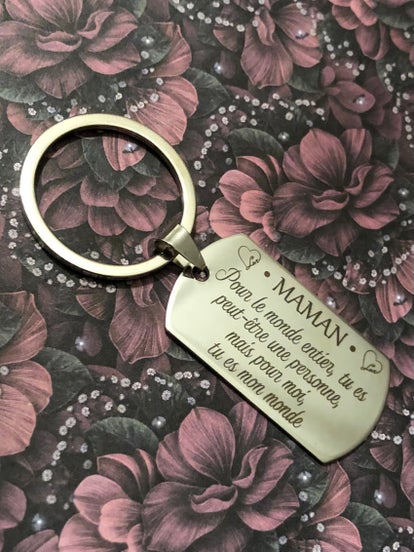 • MAMAN •
Pour le monde entier, tu es
peut-être une personne,
mais pour moi,
tu es mon monde